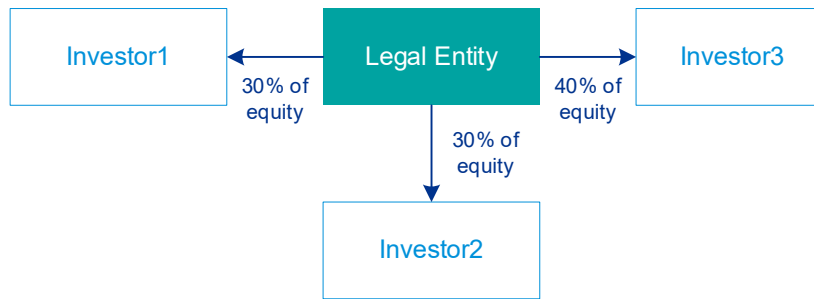 Investor1
Legal Entity
Investor3
30% of
equity
40% of
equity
30% of
equity
Investor2